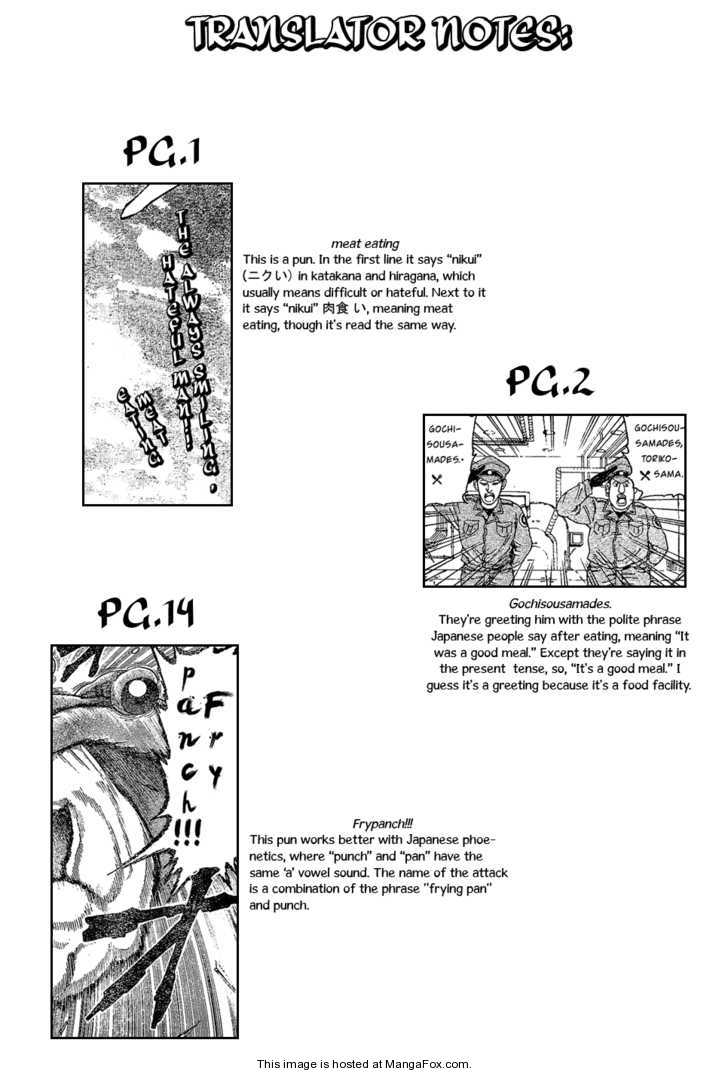 TRANSLATOR NOTES:
PG.1
THE ALWAYS SMILING,
HATEFUL MAN!!
MEAT
EATING
meat eating
This is a pun. In the first line it says “nikui”
(ニクい) in katakana and hiragana, which
usually means difficult or hateful. Next to it
it says “nikui” 肉食 い, meaning meat
eating, though it's read the same way.
PG.2
GOCHI-
SOUSA-
MADES.
GOCHISOU-
SAMADES,
TORIKO-
SAMA.
Gochisousamades.
They're greeting him with the polite phrase
Japanese people say after eating, meaning “It
was a good meal.” Except they're saying it in
the present tense, so, “It's a good meal.” I
guess it's a greeting because it's a food facility.
PG.14
Fry
panch!!!
Frypanch!!!
This pun works better with Japanese phoe-
netics, where “punch” and “pan” have the
same ‘a’ vowel sound. The name of the attack
is a combination of the phrase "frying pan"
and punch.
This image is hosted at MangaFox.com.